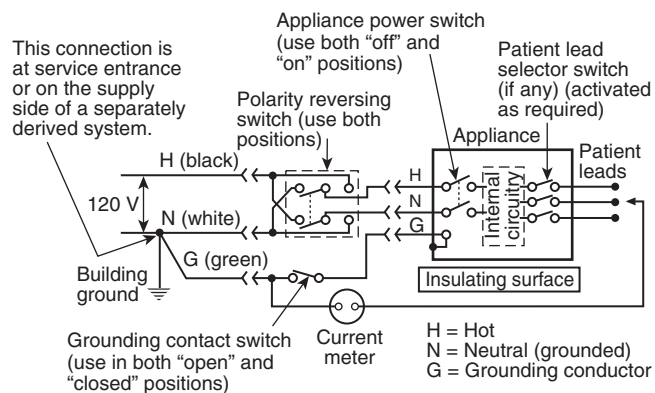 This connection is
at service entrance
or on the supply
side of a separately
derived system.
Appliance power switch
(use both “off” and
“on” positions)
Patient lead
selector switch
(if any) (activated
as required)
Polarity reversing
switch (use both
positions)
Appliance
Patient
leads
H (black)
H
120 V
N (white)
N
Internal
circuitry
G
G (green)
Building
ground
Insulating surface
Grounding contact switch
(use in both “open” and
“closed” positions)
Current
meter
H = Hot
N = Neutral (grounded)
G = Grounding conductor